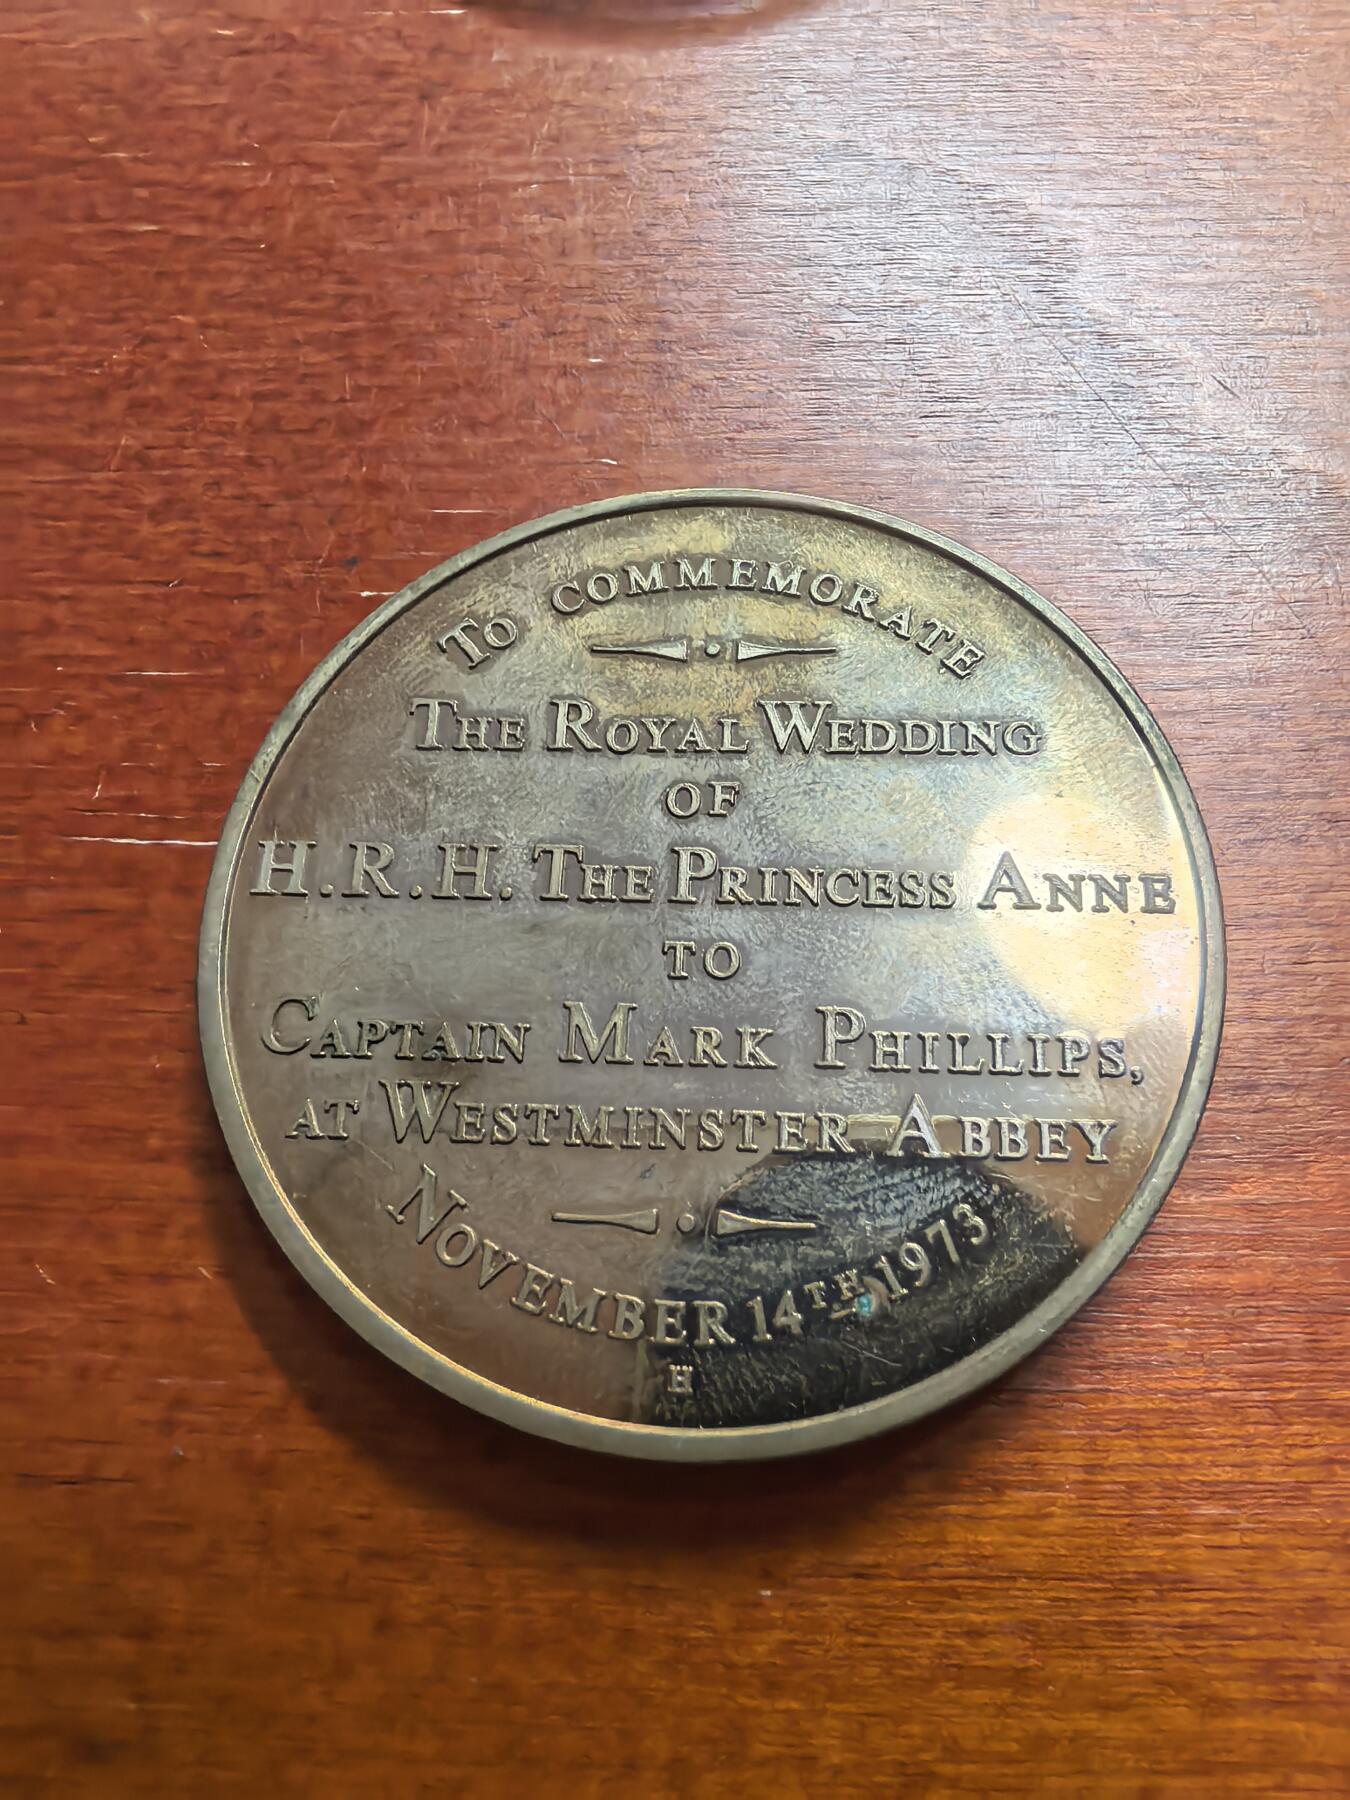 To COMMEMORATE
THE ROYAL WEDDING
OF
H.R.H. THE PRINCESS ANNE
TO
CAPTAIN MARK PHILLIPS,
AT WESTMINSTER ABBEY
NOVEMBER 14TH 1973
H